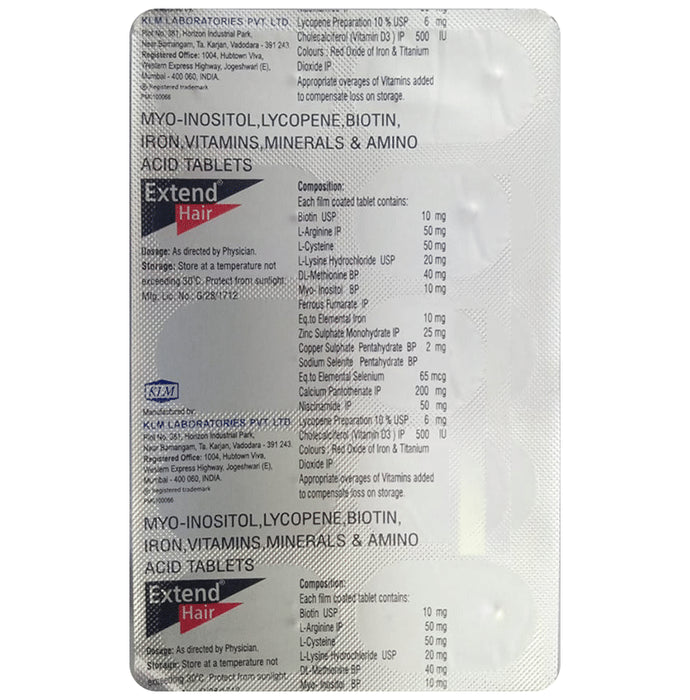 KLM LABORATORIES PVT. LTD.
Plot No. 381, Horizon Industrial Park,
Near Bamangam, Ta. Karjan, Vadodara - 391 243.
Registered Office: 1004, Hubtown Viva,
Western Express Highway, Jogeshwari (E),
Mumbai - 400 060, INDIA.
® Registered trademark
PMI:100066
Lycopene Preparation 10 % USP 6 mg
Cholecalciferol (Vitamin D3 ) IP 500 IU
Colours : Red Oxide of Iron & Titanium
Dioxide IP
Appropriate overages of Vitamins added
to compensate loss on storage.
MYO-INOSITOL,LYCOPENE,BIOTIN,
IRON,VITAMINS,MINERALS & AMINO
ACID TABLETS
Extend®
Hair
Dosage: As directed by Physician.
Storage: Store at a temperature not
exceeding 30°C. Protect from sunlight.
Mfg. Lic. No.: G/28/1712
KLM
Manufactured by:
KLM LABORATORIES PVT. LTD.
Plot No. 381, Horizon Industrial Park,
Near Bamangam, Ta. Karjan, Vadodara - 391 243.
Registered Office: 1004, Hubtown Viva,
Western Express Highway, Jogeshwari (E),
Mumbai - 400 060, INDIA.
® Registered trademark
PMI:100066
Composition:
Each film coated tablet contains:
Biotin USP 10 mg
L-Arginine IP 50 mg
L-Cysteine 50 mg
L-Lysine Hydrochloride USP 20 mg
DL-Methionine BP 40 mg
Myo- Inositol BP 10 mg
Ferrous Fumarate IP
Eq.to Elemental Iron 10 mg
Zinc Sulphate Monohydrate IP 25 mg
Copper Sulphate Pentahydrate BP 2 mg
Sodium Selenite Pentahydrate BP
Eq.to Elemental Selenium 65 mcg
Calcium Pantothenate IP 200 mg
Niacinamide IP 50 mg
Lycopene Preparation 10 % USP 6 mg
Cholecalciferol (Vitamin D3 ) IP 500 IU
Colours : Red Oxide of Iron & Titanium
Dioxide IP
Appropriate overages of Vitamins added
to compensate loss on storage.
MYO-INOSITOL,LYCOPENE,BIOTIN,
IRON,VITAMINS,MINERALS & AMINO
ACID TABLETS
Extend®
Hair
Dosage: As directed by Physician.
Storage: Store at a temperature not
exceeding 30°C. Protect from sunlight.
Composition:
Each film coated tablet contains:
Biotin USP 10 mg
L-Arginine IP 50 mg
L-Cysteine 50 mg
L-Lysine Hydrochloride USP 20 mg
DL-Methionine BP 40 mg
Myo- Inositol BP 10 mg